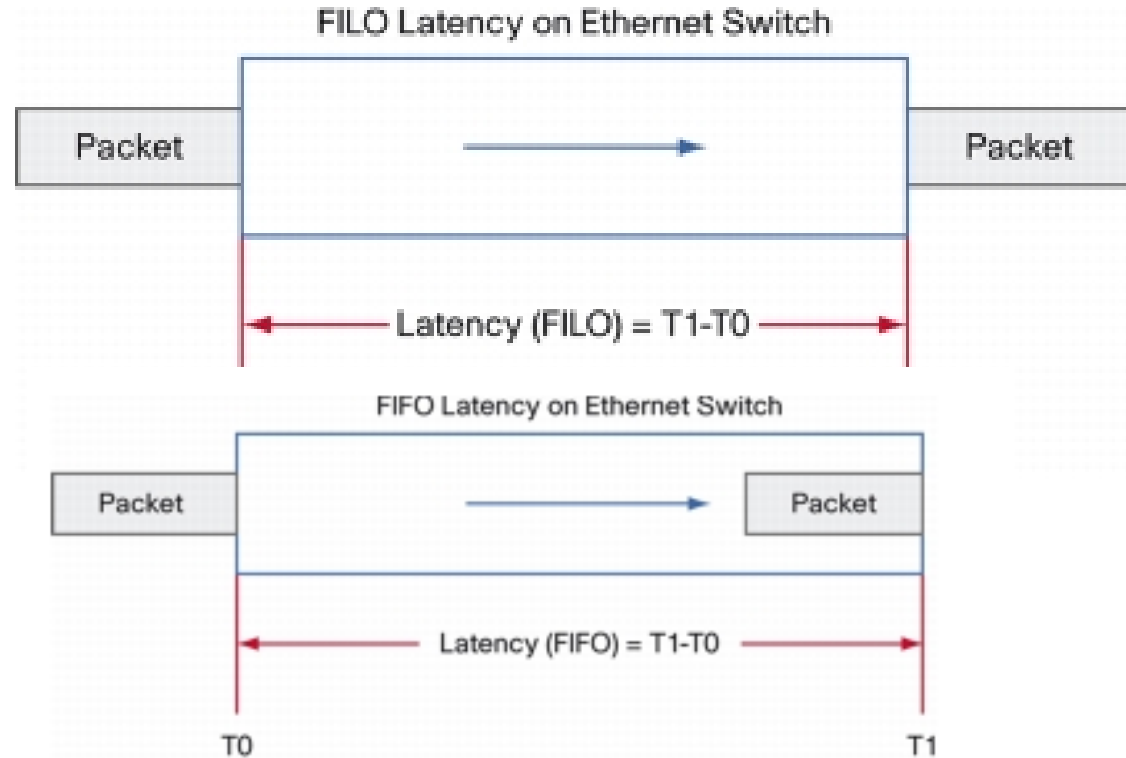 FILO Latency on Ethernet Switch
Packet
Packet
Latency (FILO) = T1-T0
FIFO Latency on Ethernet Switch
Packet
Packet
Latency (FIFO) = T1-T0
T0
T1